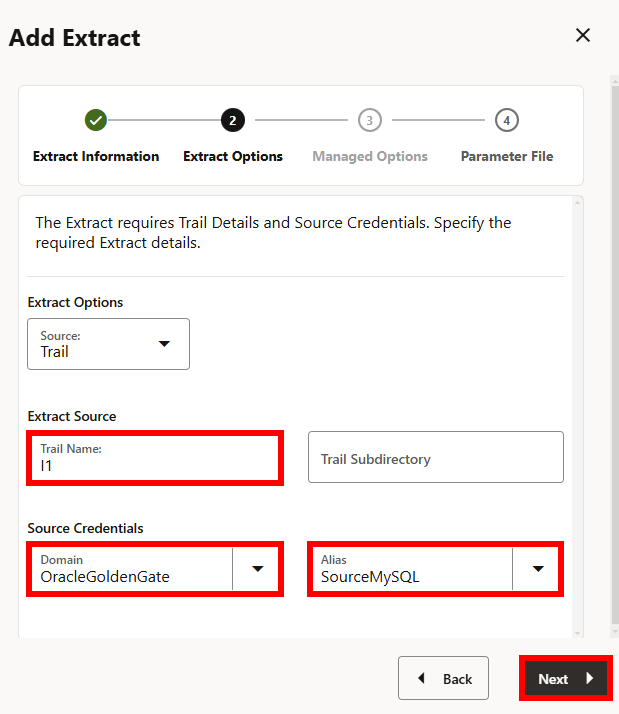 Add Extract
2
3
4
Extract Information
Extract Options
Managed Options
Parameter File
The Extract requires Trail Details and Source Credentials. Specify the
required Extract details.
Extract Options
Source:
Trail
Extract Source
Trail Name:
I1
Trail Subdirectory
Source Credentials
Domain
OracleGoldenGate
Alias
SourceMySQL
Back
Next